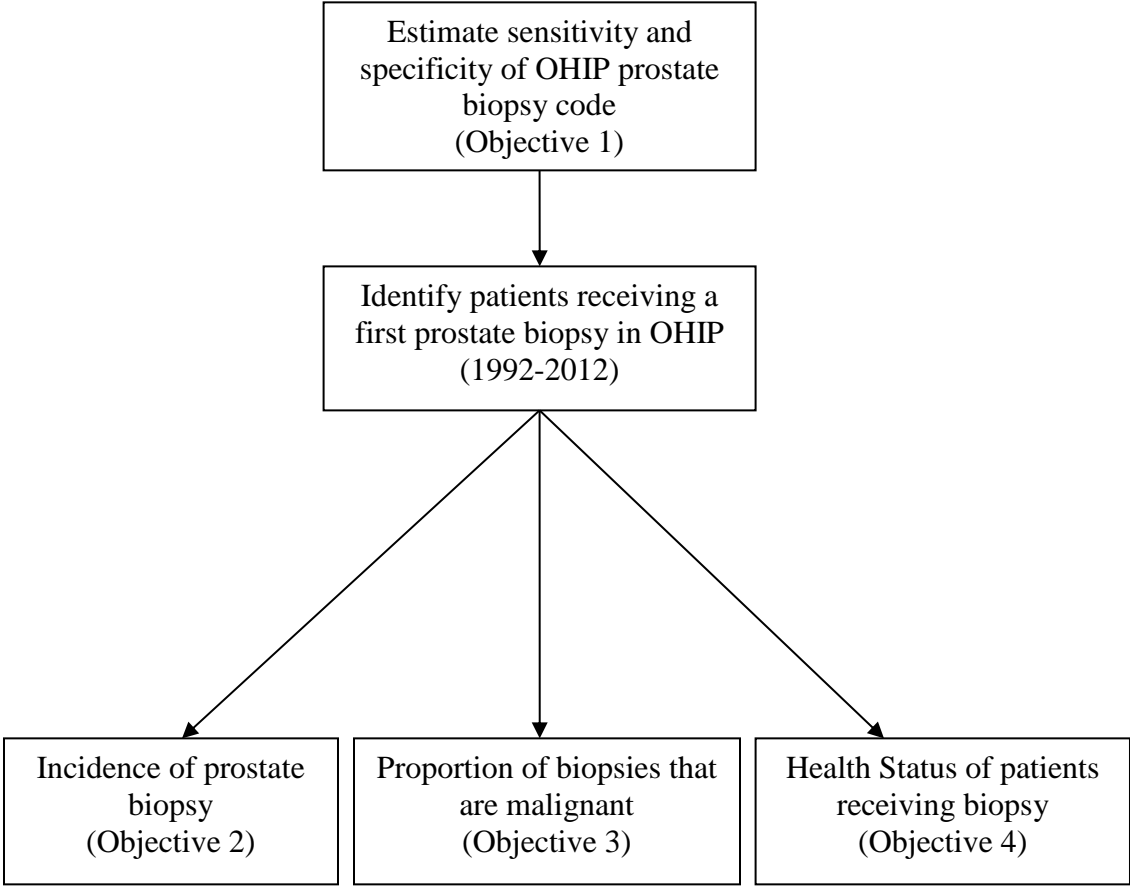 Estimate sensitivity and
specificity of OHIP prostate
biopsy code
(Objective 1)
Identify patients receiving a
first prostate biopsy in OHIP
(1992-2012)
Incidence of prostate
biopsy
(Objective 2)
Proportion of biopsies that
are malignant
(Objective 3)
Health Status of patients
receiving biopsy
(Objective 4)